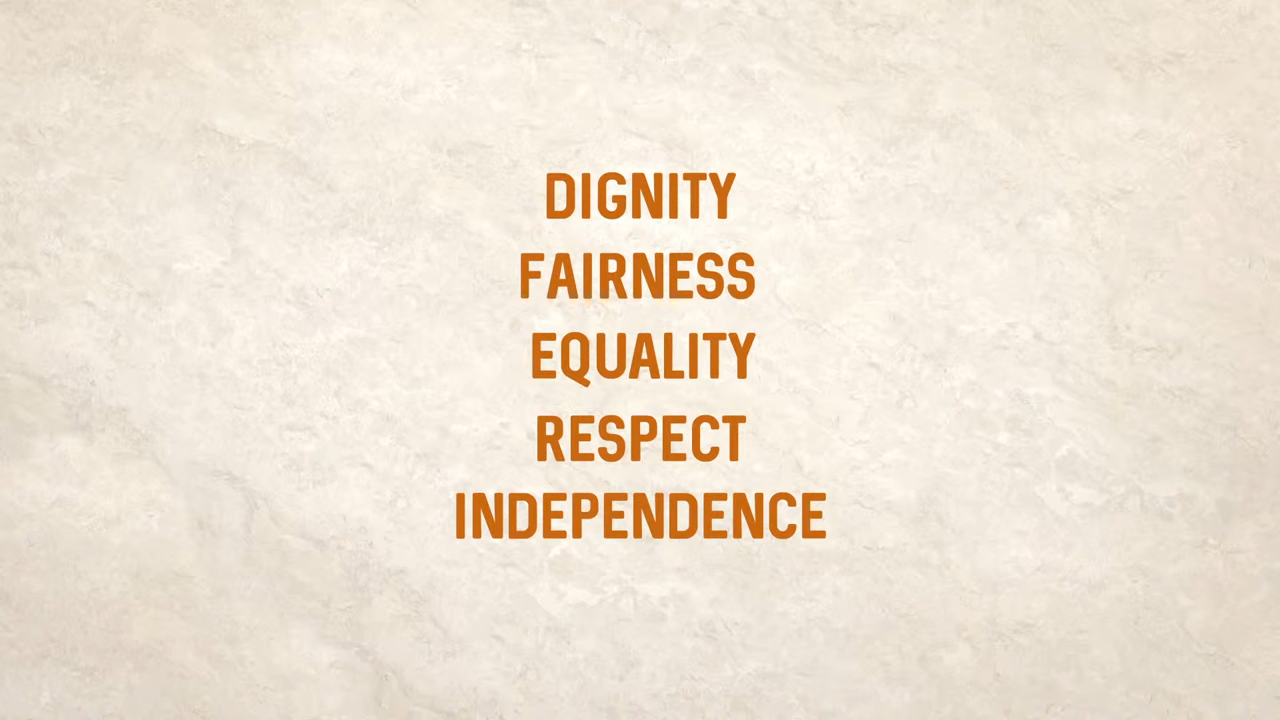 DIGNITY
FAIRNESS
EQUALITY
RESPECT
INDEPENDENCE